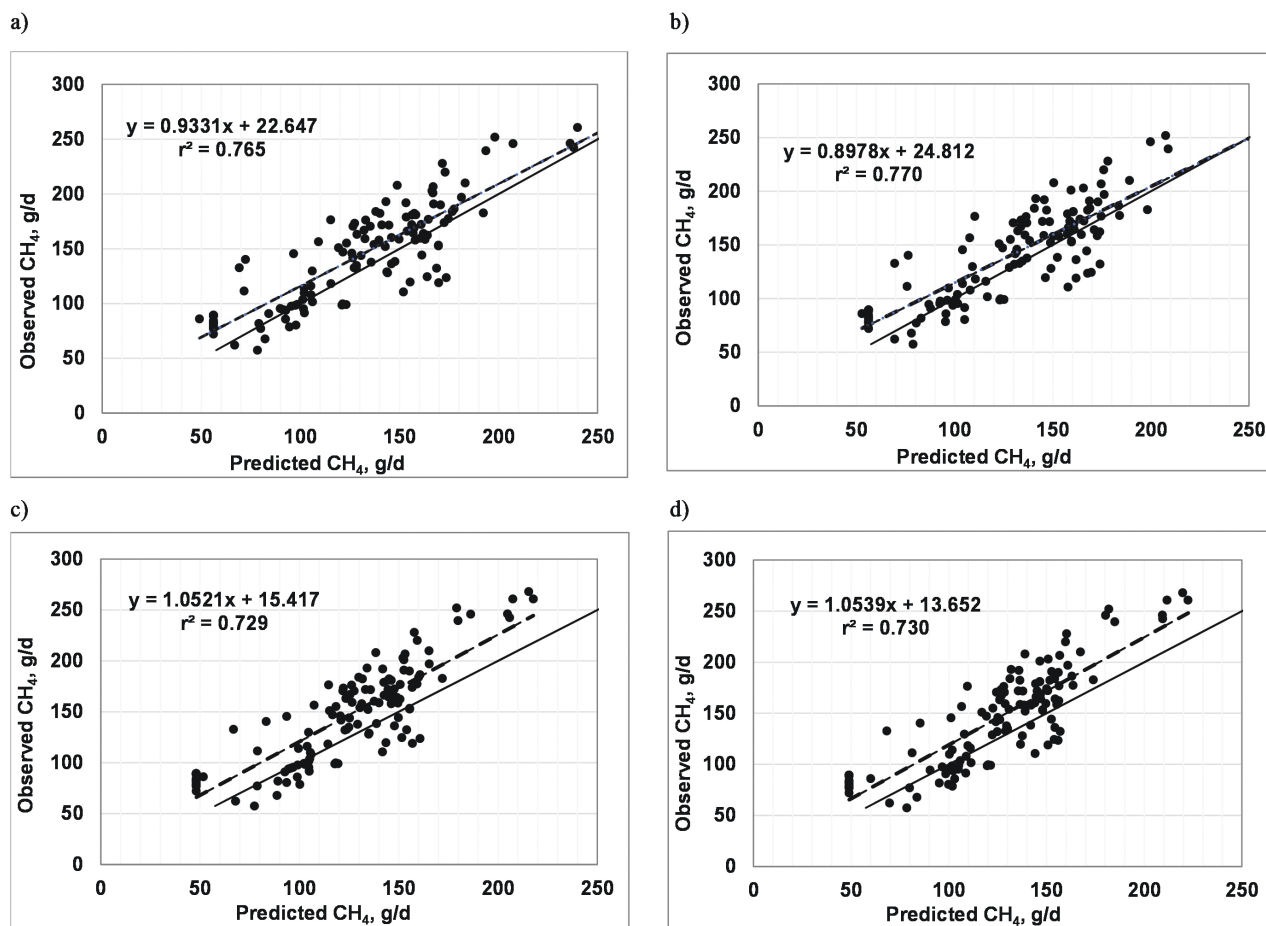 a)
300
250
200
150
100
50
0
y = 0.9331x + 22.647
r² = 0.765
Observed CH₄, g/d
0 50 100 150 200 250
Predicted CH₄, g/d
b)
300
250
200
150
100
50
0
y = 0.8978x + 24.812
r² = 0.770
Observed CH₄, g/d
0 50 100 150 200 250
Predicted CH₄, g/d
c)
300
250
200
150
100
50
0
y = 1.0521x + 15.417
r² = 0.729
Observed CH₄, g/d
0 50 100 150 200 250
Predicted CH₄, g/d
d)
300
250
200
150
100
50
0
y = 1.0539x + 13.652
r² = 0.730
Observed CH₄, g/d
0 50 100 150 200 250
Predicted CH₄, g/d